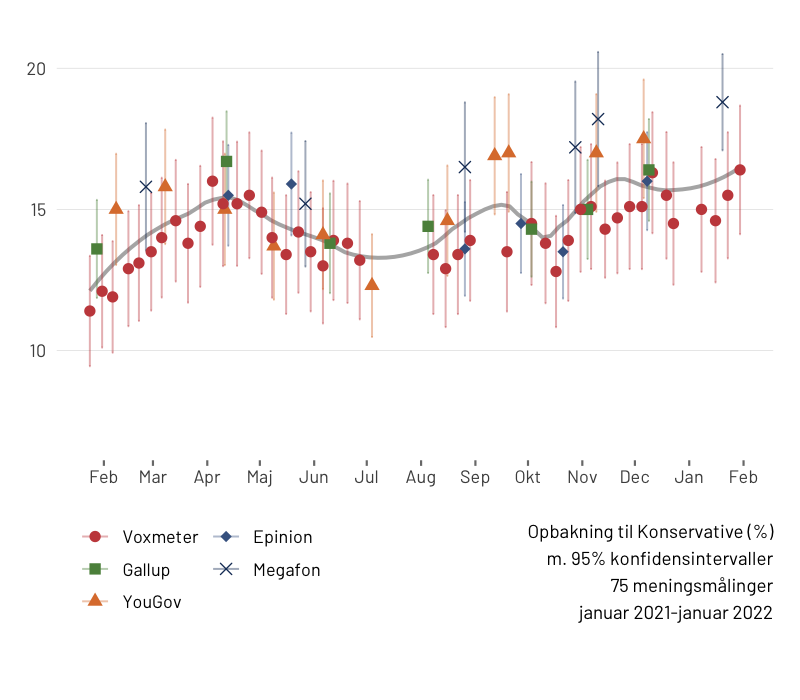 20
15
10
Feb Mar Apr Maj Jun Jul Aug Sep Okt Nov Dec Jan Feb
Voxmeter Epinion
Gallup Megafon
YouGov
Opbakning til Konservative (%)
m. 95% konfidensintervaller
75 meningsmålinger
januar 2021-januar 2022